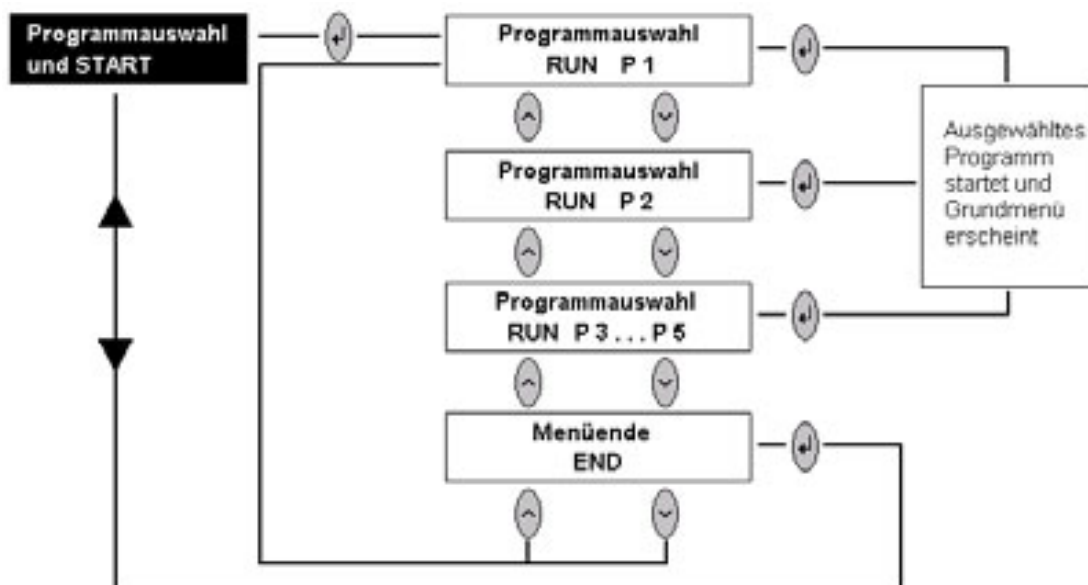 Programmauswahl
und START
Programmauswahl
RUN P 1
Programmauswahl
RUN P 2
Programmauswahl
RUN P 3 . . . P 5
Menüende
END
Ausgewähltes
Programm
startet und
Grundmenü
erscheint